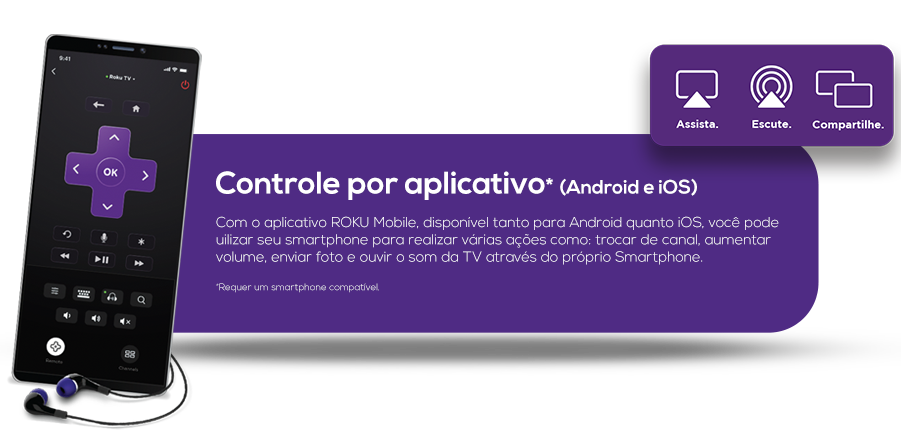 9:41
Roku TV
OK
Remote
Channels
Assista.
Escute.
Compartilhe.
Controle por aplicativo* (Android e iOS)
Com o aplicativo ROKU Mobile, disponível tanto para Android quanto iOS, você pode
uilizar seu smartphone para realizar várias ações como: trocar de canal, aumentar
volume, enviar foto e ouvir o som da TV através do próprio Smartphone.
*Requer um smartphone compatível.